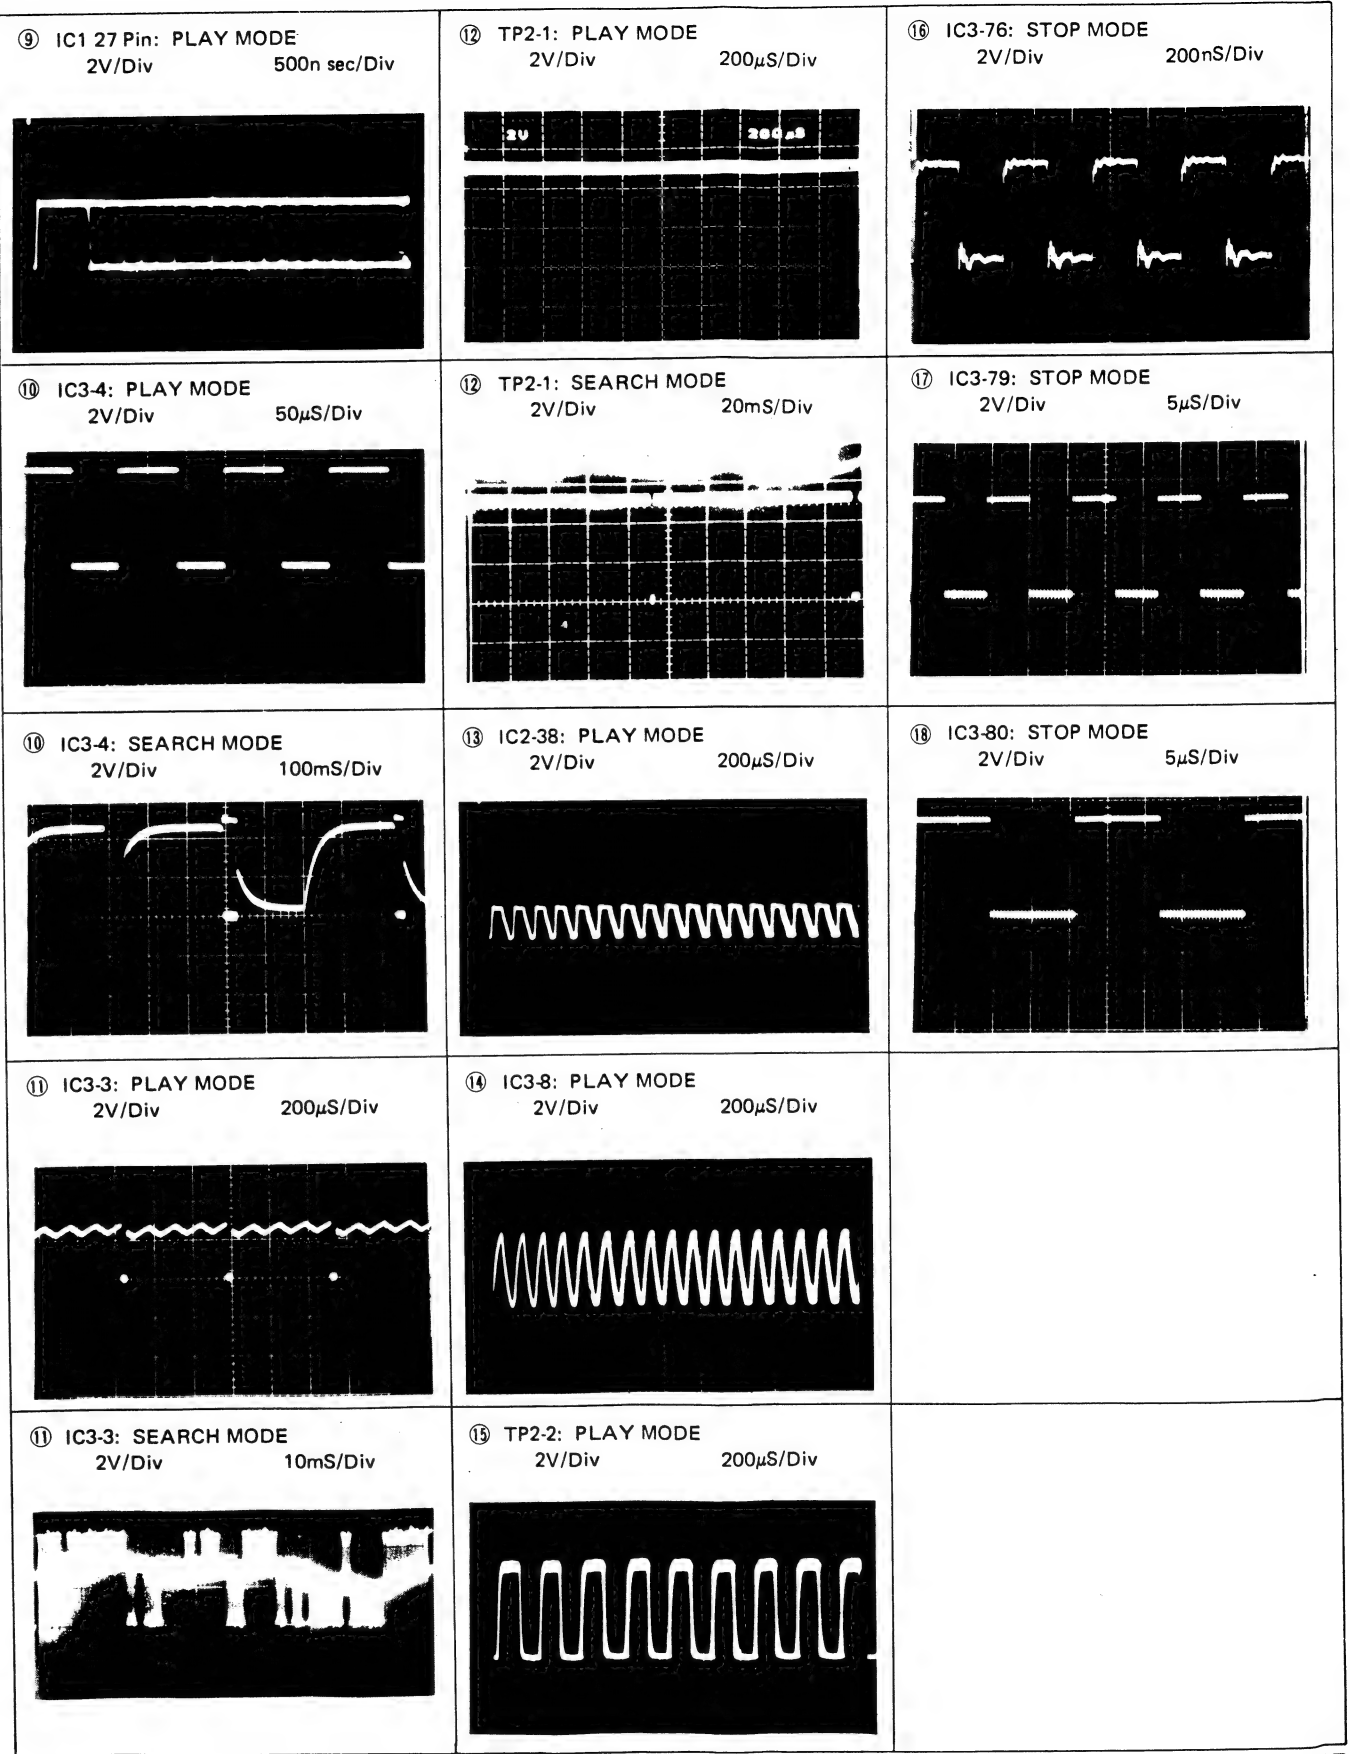 ⑨ IC1 27 Pin: PLAY MODE
2V/Div 500n sec/Div
⑩ IC3-4: PLAY MODE
2V/Div 50μS/Div
⑩ IC3-4: SEARCH MODE
2V/Div 100mS/Div
⑪ IC3-3: PLAY MODE
2V/Div 200μS/Div
⑪ IC3-3: SEARCH MODE
2V/Div 10mS/Div
⑫ TP2-1: PLAY MODE
2V/Div 200μS/Div
2V 200μS
⑫ TP2-1: SEARCH MODE
2V/Div 20mS/Div
⑬ IC2-38: PLAY MODE
2V/Div 200μS/Div
⑭ IC3-8: PLAY MODE
2V/Div 200μS/Div
⑮ TP2-2: PLAY MODE
2V/Div 200μS/Div
⑯ IC3-76: STOP MODE
2V/Div 200nS/Div
⑰ IC3-79: STOP MODE
2V/Div 5μS/Div
⑱ IC3-80: STOP MODE
2V/Div 5μS/Div